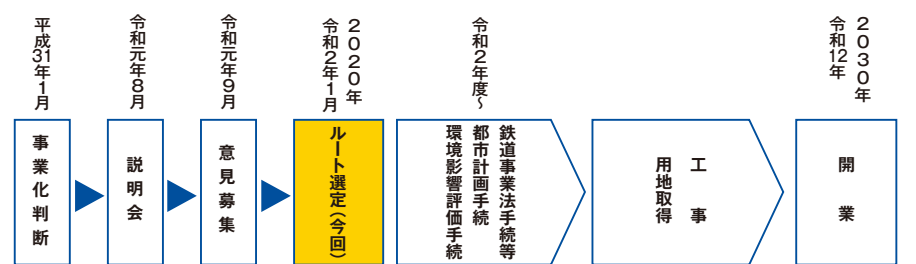 平成31年1月
事業化判断
令和元年8月
説明会
令和元年9月
意見募集
2020年
令和2年1月
ルート選定(今回)
令和2年度~
鉄道事業法手続等
都市計画手続
環境影響評価手続
工事
用地取得
2030年
令和12年
開業